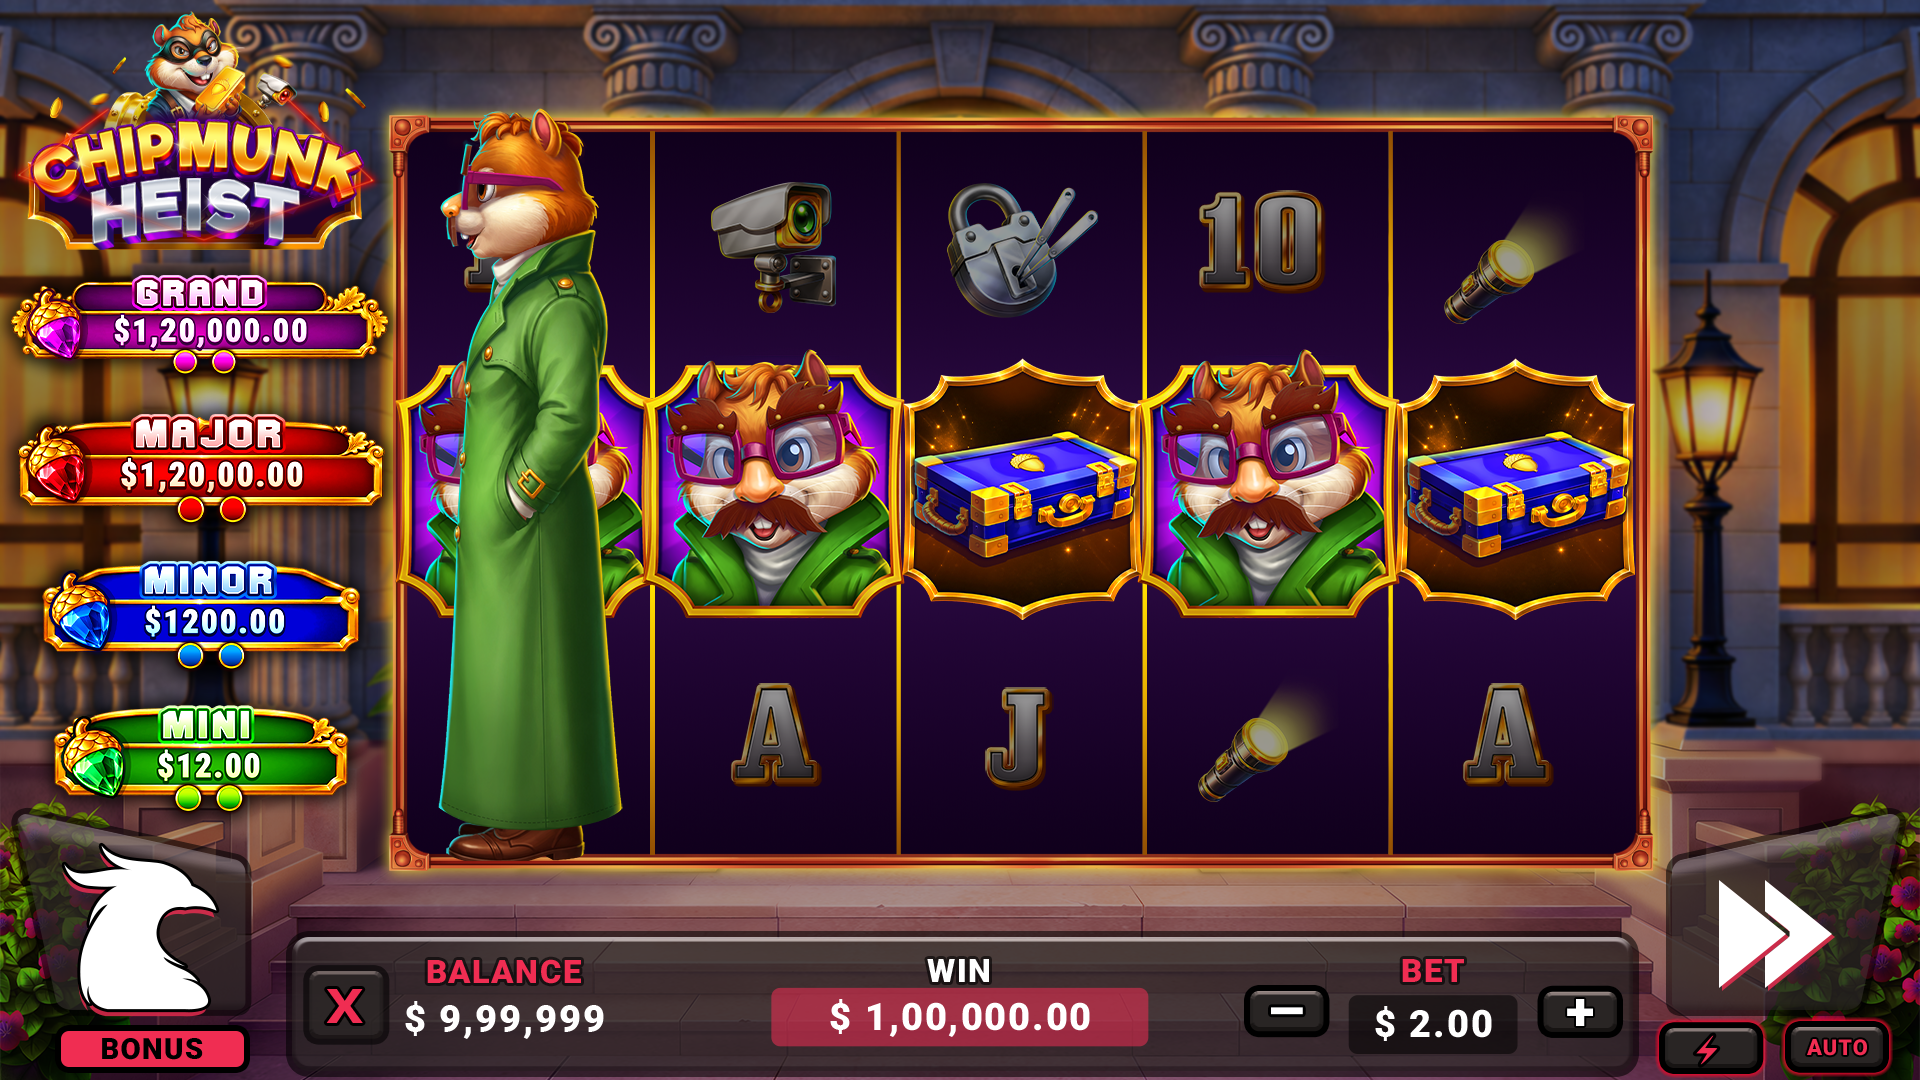 CHIPMUNK
HEIST
GRAND
$1,20,000.00
MAJOR
$1,20,00.00
MINOR
$1200.00
MINI
$12.00
10
A
J
A
BONUS
X
BALANCE
$ 9,99,999
WIN
$ 1,00,000.00
BET
$ 2.00
AUTO